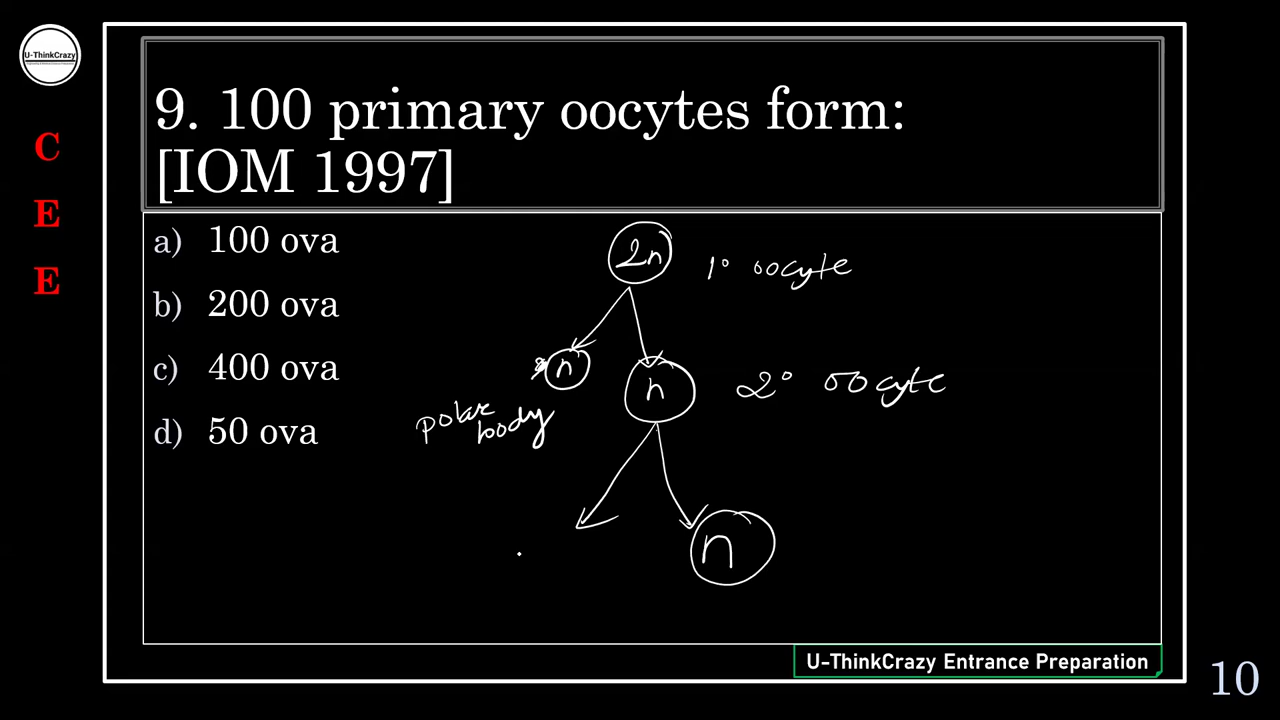 U-ThinkCrazy
C
E
E
9. 100 primary oocytes form:
[IOM 1997]
a) 100 ova
b) 200 ova
c) 400 ova
d) 50 ova
2n
1° oocyte
n
n
2° oocyte
polar
body
n
U-ThinkCrazy Entrance Preparation
10